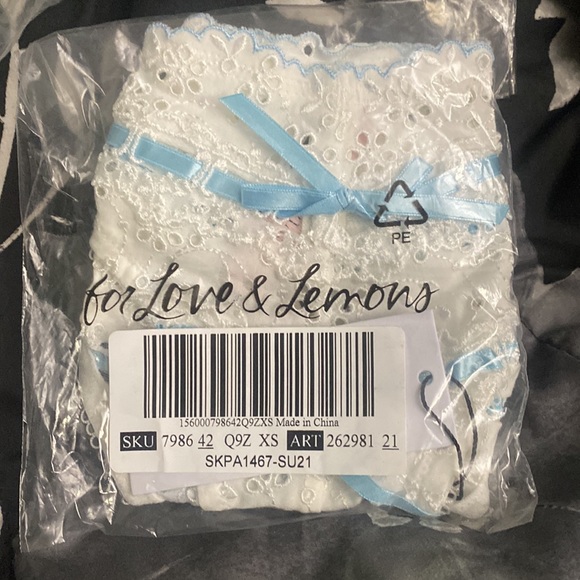 PE
for Love & Lemons
156000798642Q9ZXS Made in China
SKU 7986 42 Q9Z XS ART 262981 21
SKPA1467-SU21